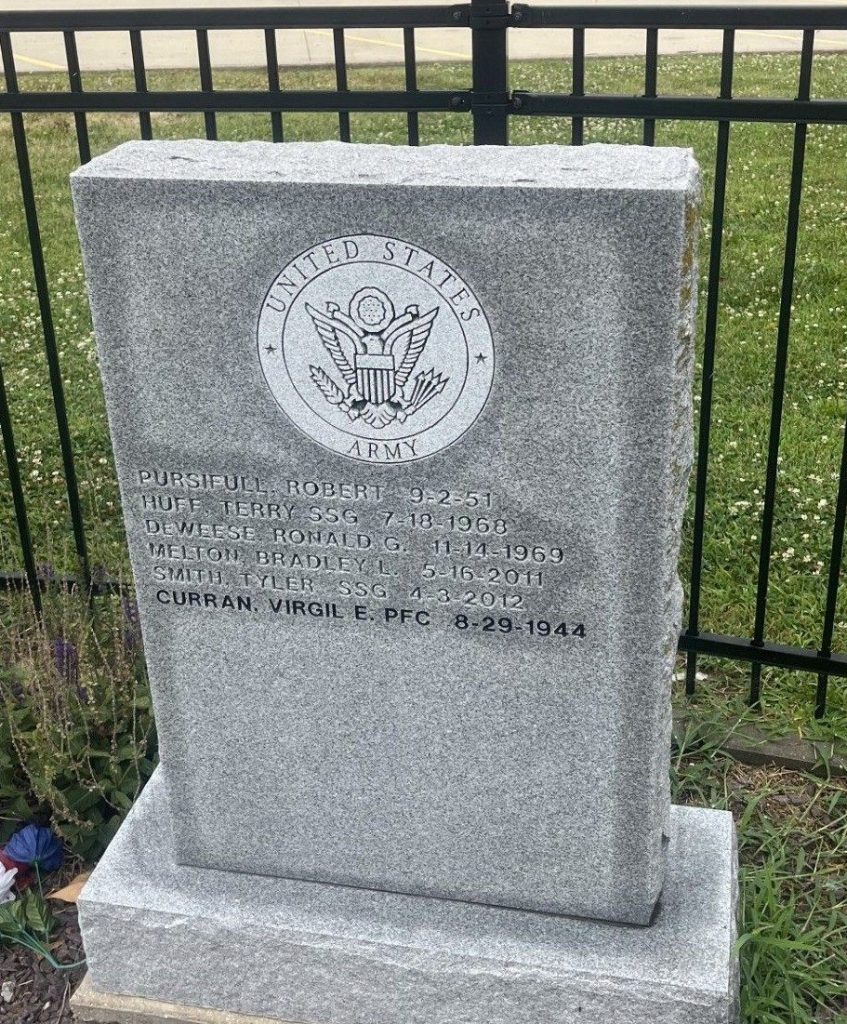 UNITED STATES
ARMY
PURSIFULL, ROBERT 9-2-51
HUFF, TERRY SSG 7-18-1968
DeWEESE, RONALD G. 11-14-1969
MELTON, BRADLEY L. 5-16-2011
SMITH, TYLER SSG 4-3-2012
CURRAN, VIRGIL E. PFC 8-29-1944